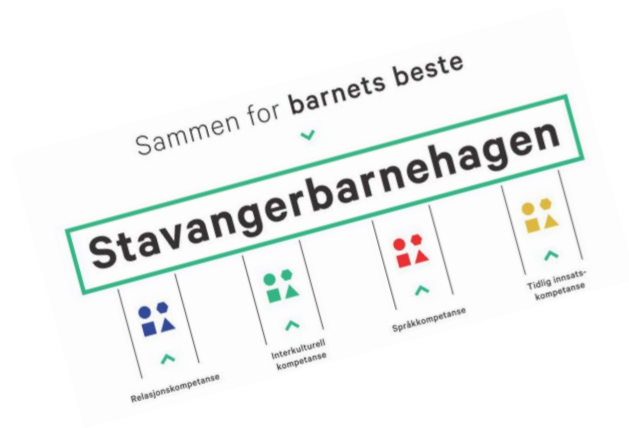 Sammen for barnets beste
Stavangerbarnehagen
Relasjonskompetanse
Interkulturell
kompetanse
Språkkompetanse
Tidlig innsats-
kompetanse